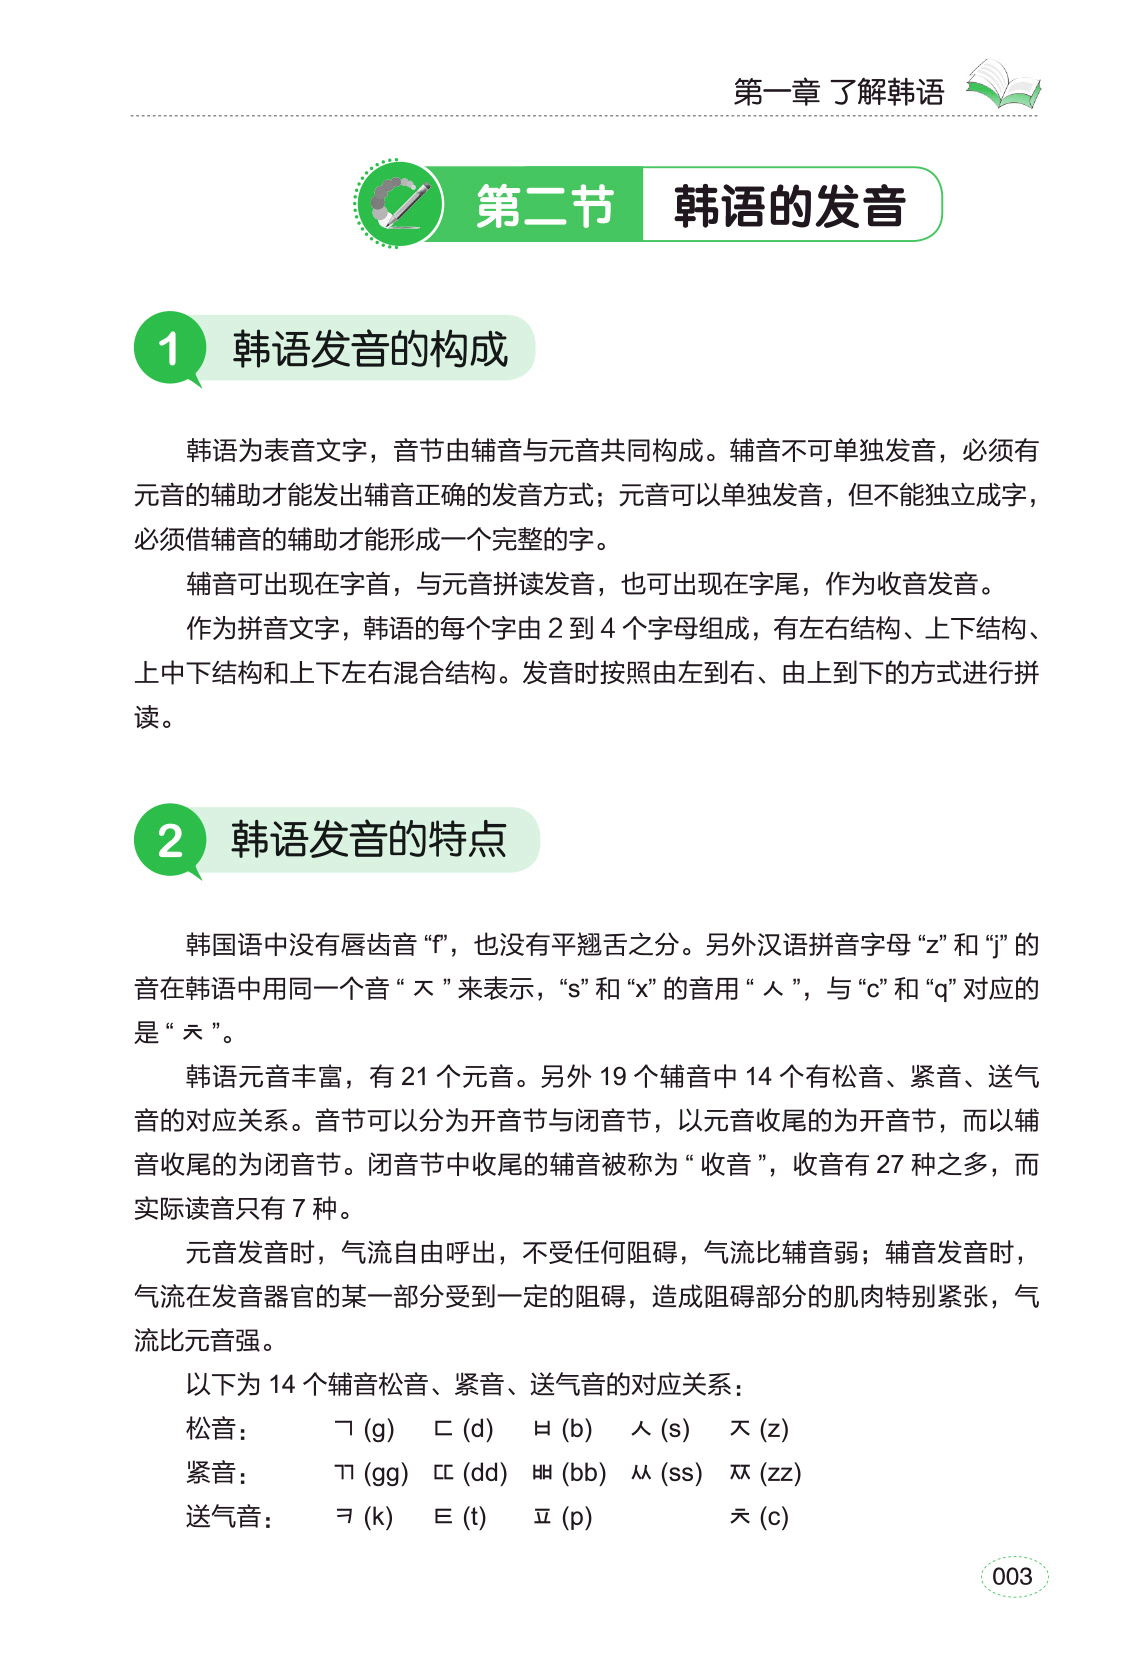 第一章 了解韩语
第二节 韩语的发音
1 韩语发音的构成
韩语为表音文字，音节由辅音与元音共同构成。辅音不可单独发音，必须有
元音的辅助才能发出辅音正确的发音方式；元音可以单独发音，但不能独立成字，
必须借辅音的辅助才能形成一个完整的字。
辅音可出现在字首，与元音拼读发音，也可出现在字尾，作为收音发音。
作为拼音文字，韩语的每个字由 2 到 4 个字母组成，有左右结构、上下结构、
上中下结构和上下左右混合结构。发音时按照由左到右、由上到下的方式进行拼
读。
2 韩语发音的特点
韩国语中没有唇齿音 “f”，也没有平翘舌之分。另外汉语拼音字母 “z” 和 “j” 的
音在韩语中用同一个音 “ ㅈ ” 来表示，“s” 和 “x” 的音用 “ ㅅ ”，与 “c” 和 “q” 对应的
是 “ ㅊ ”。
韩语元音丰富，有 21 个元音。另外 19 个辅音中 14 个有松音、紧音、送气
音的对应关系。音节可以分为开音节与闭音节，以元音收尾的为开音节，而以辅
音收尾的为闭音节。闭音节中收尾的辅音被称为 “ 收音 ”，收音有 27 种之多，而
实际读音只有 7 种。
元音发音时，气流自由呼出，不受任何阻碍，气流比辅音弱；辅音发音时，
气流在发音器官的某一部分受到一定的阻碍，造成阻碍部分的肌肉特别紧张，气
流比元音强。
以下为 14 个辅音松音、紧音、送气音的对应关系：
松音： ㄱ (g) ㄷ (d) ㅂ (b) ㅅ (s) ㅈ (z)
紧音： ㄲ (gg) ㄸ (dd) ㅃ (bb) ㅆ (ss) ㅉ (zz)
送气音： ㅋ (k) ㅌ (t) ㅍ (p) ㅊ (c)
003